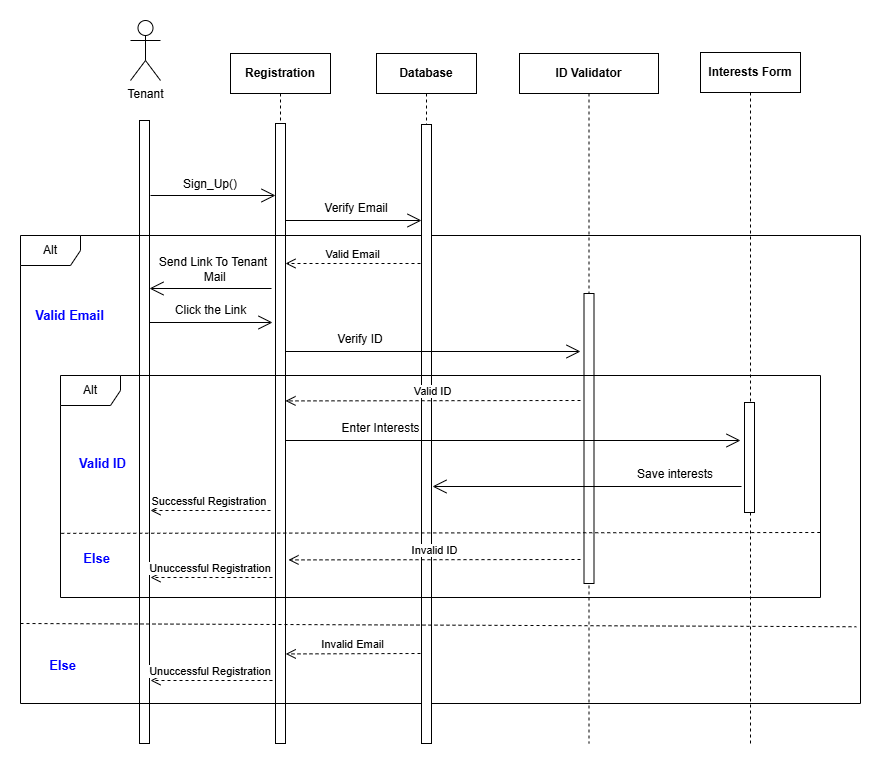 Tenant
Registration
Database
ID Validator
Interests Form
Sign_Up()
Verify Email
Alt
Valid Email
Send Link To Tenant
Mail
Valid Email
Click the Link
Verify ID
Alt
Valid ID
Enter Interests
Valid ID
Save interests
Successful Registration
Invalid ID
Else
Unuccessful Registration
Invalid Email
Else
Unuccessful Registration